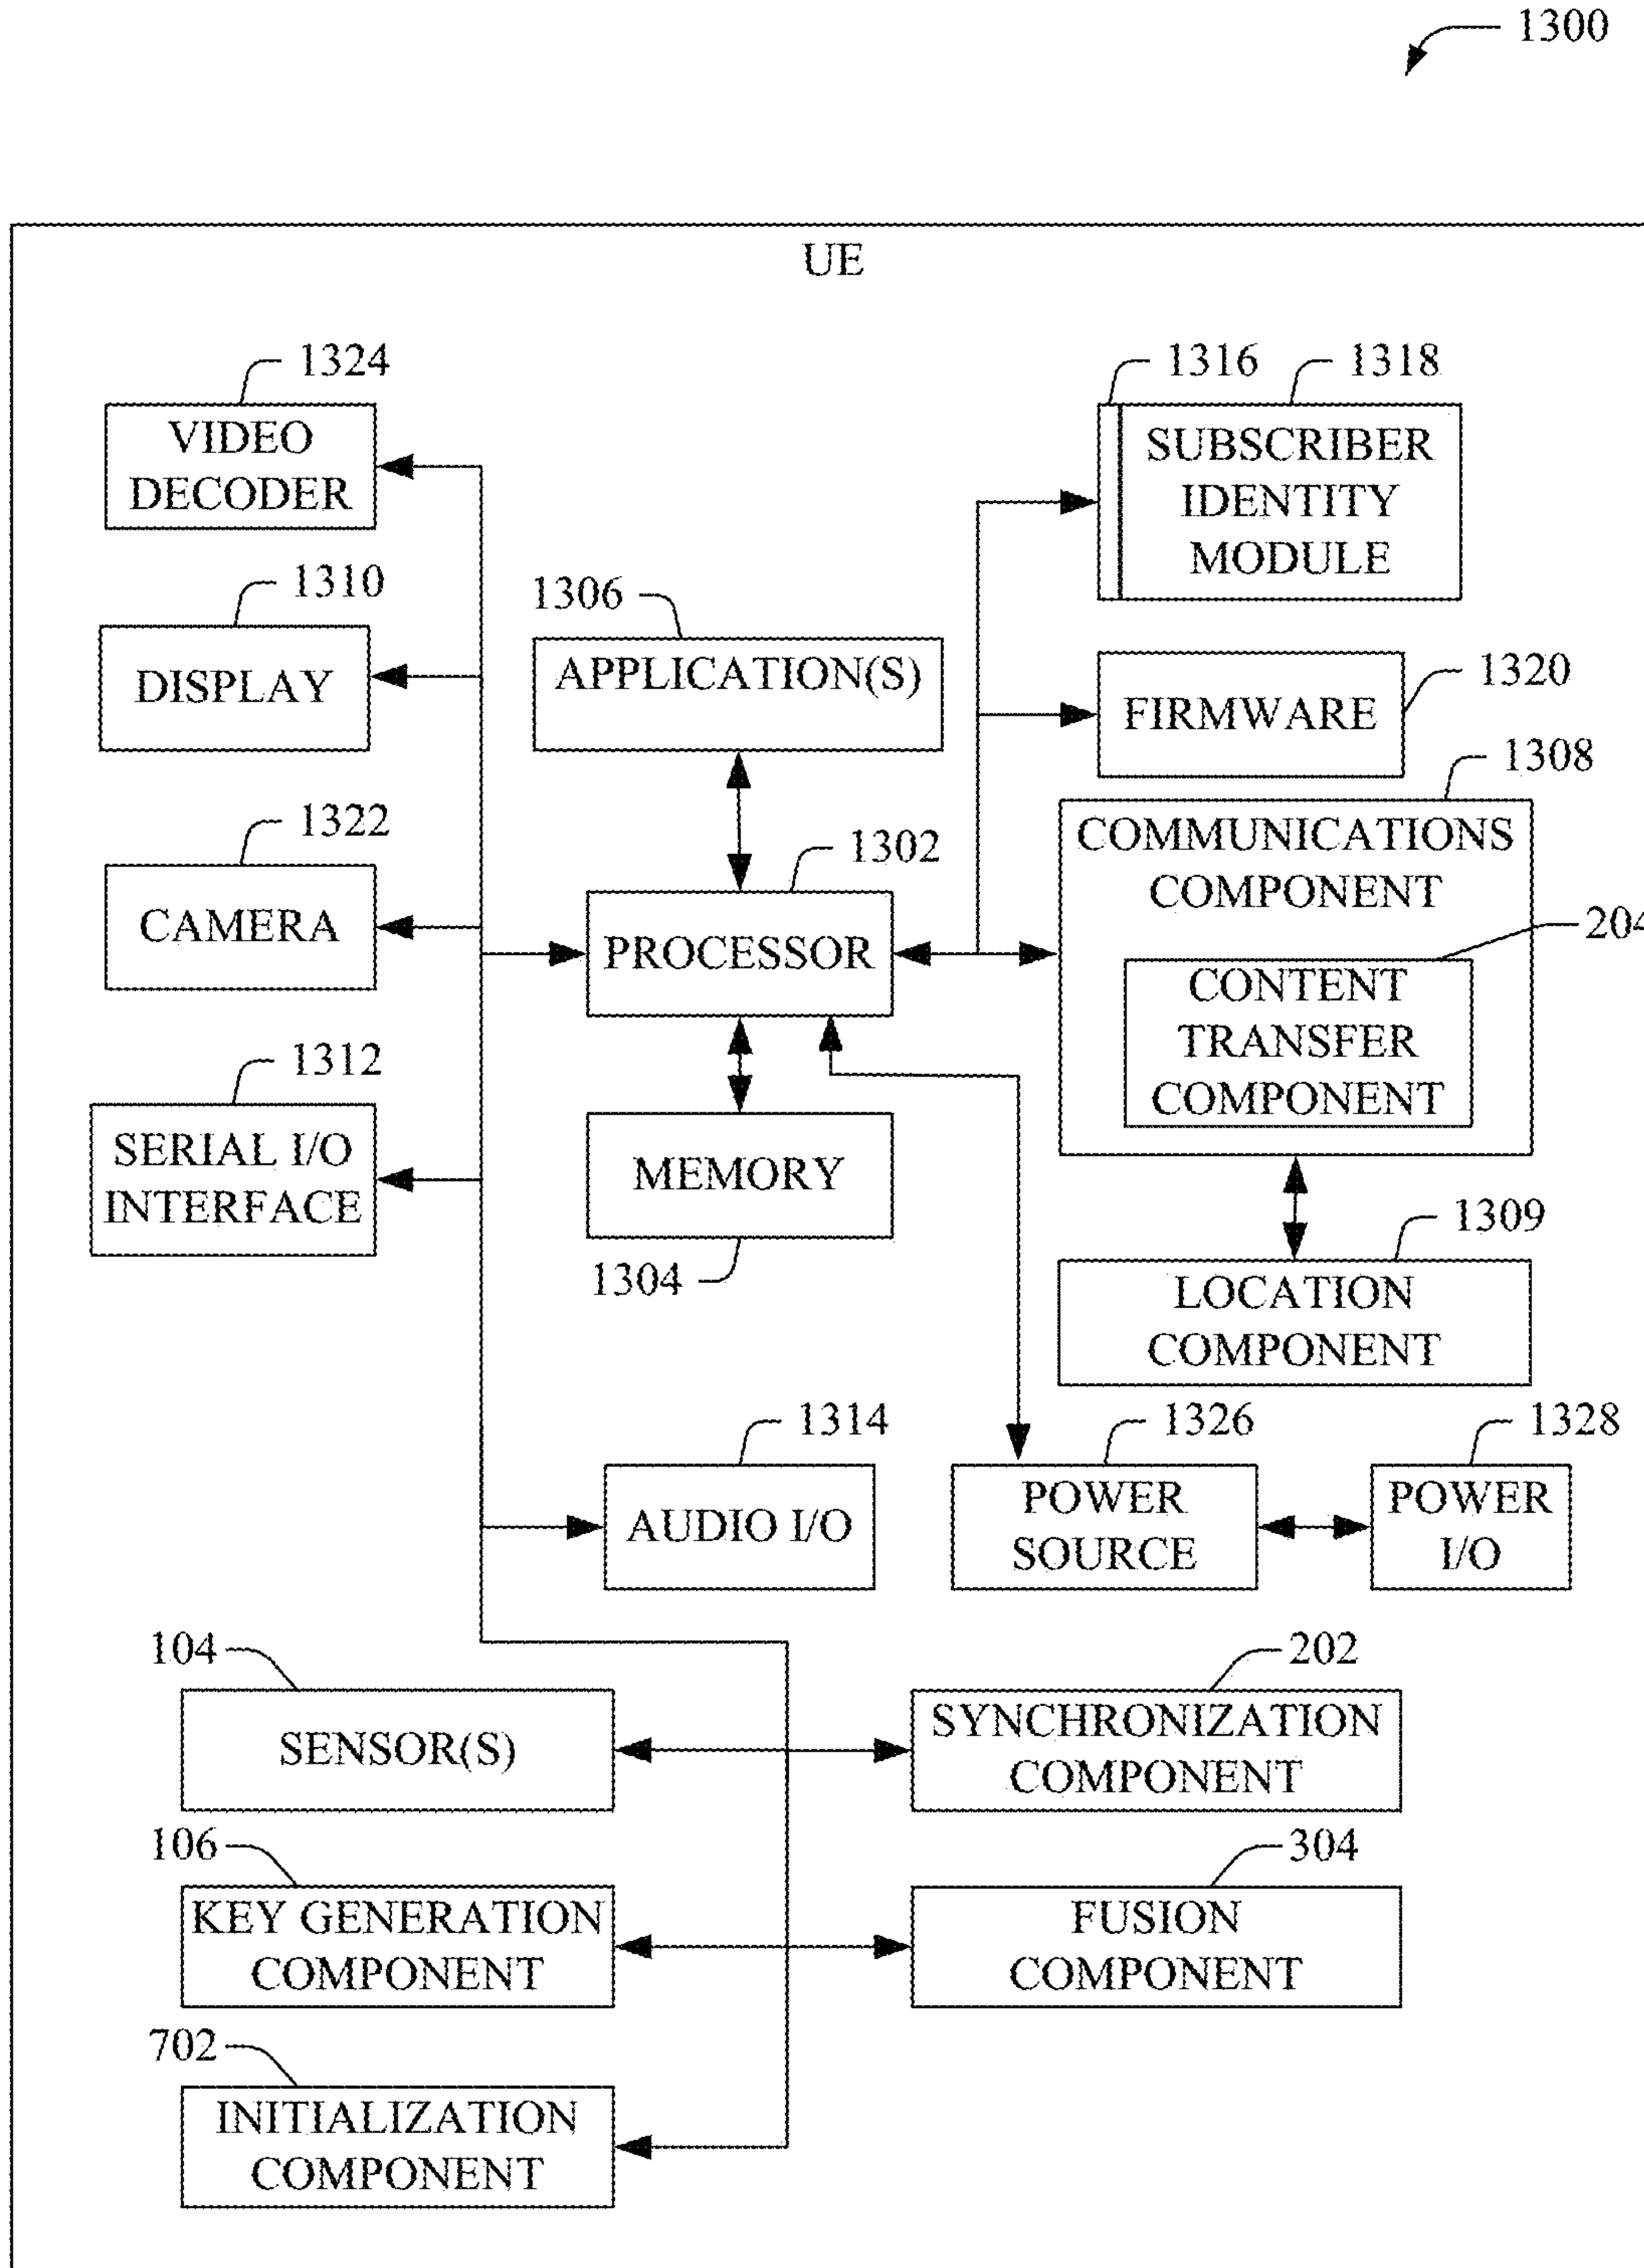 1300
UE
1324
VIDEO
DECODER
1316
1318
SUBSCRIBER
IDENTITY
MODULE
1310
DISPLAY
1306
APPLICATION(S)
1320
FIRMWARE
1308
COMMUNICATIONS
COMPONENT
204
CONTENT
TRANSFER
COMPONENT
1322
CAMERA
1302
PROCESSOR
1312
SERIAL I/O
INTERFACE
MEMORY
1304
1309
LOCATION
COMPONENT
1314
AUDIO I/O
1326
POWER
SOURCE
1328
POWER
I/O
104
SENSOR(S)
202
SYNCHRONIZATION
COMPONENT
106
KEY GENERATION
COMPONENT
304
FUSION
COMPONENT
702
INITIALIZATION
COMPONENT